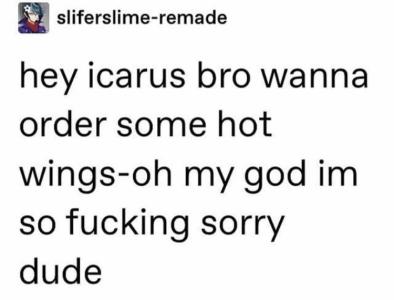 sliferslime-remade
hey icarus bro wanna
order some hot
wings-oh my god im
so fucking sorry
dude